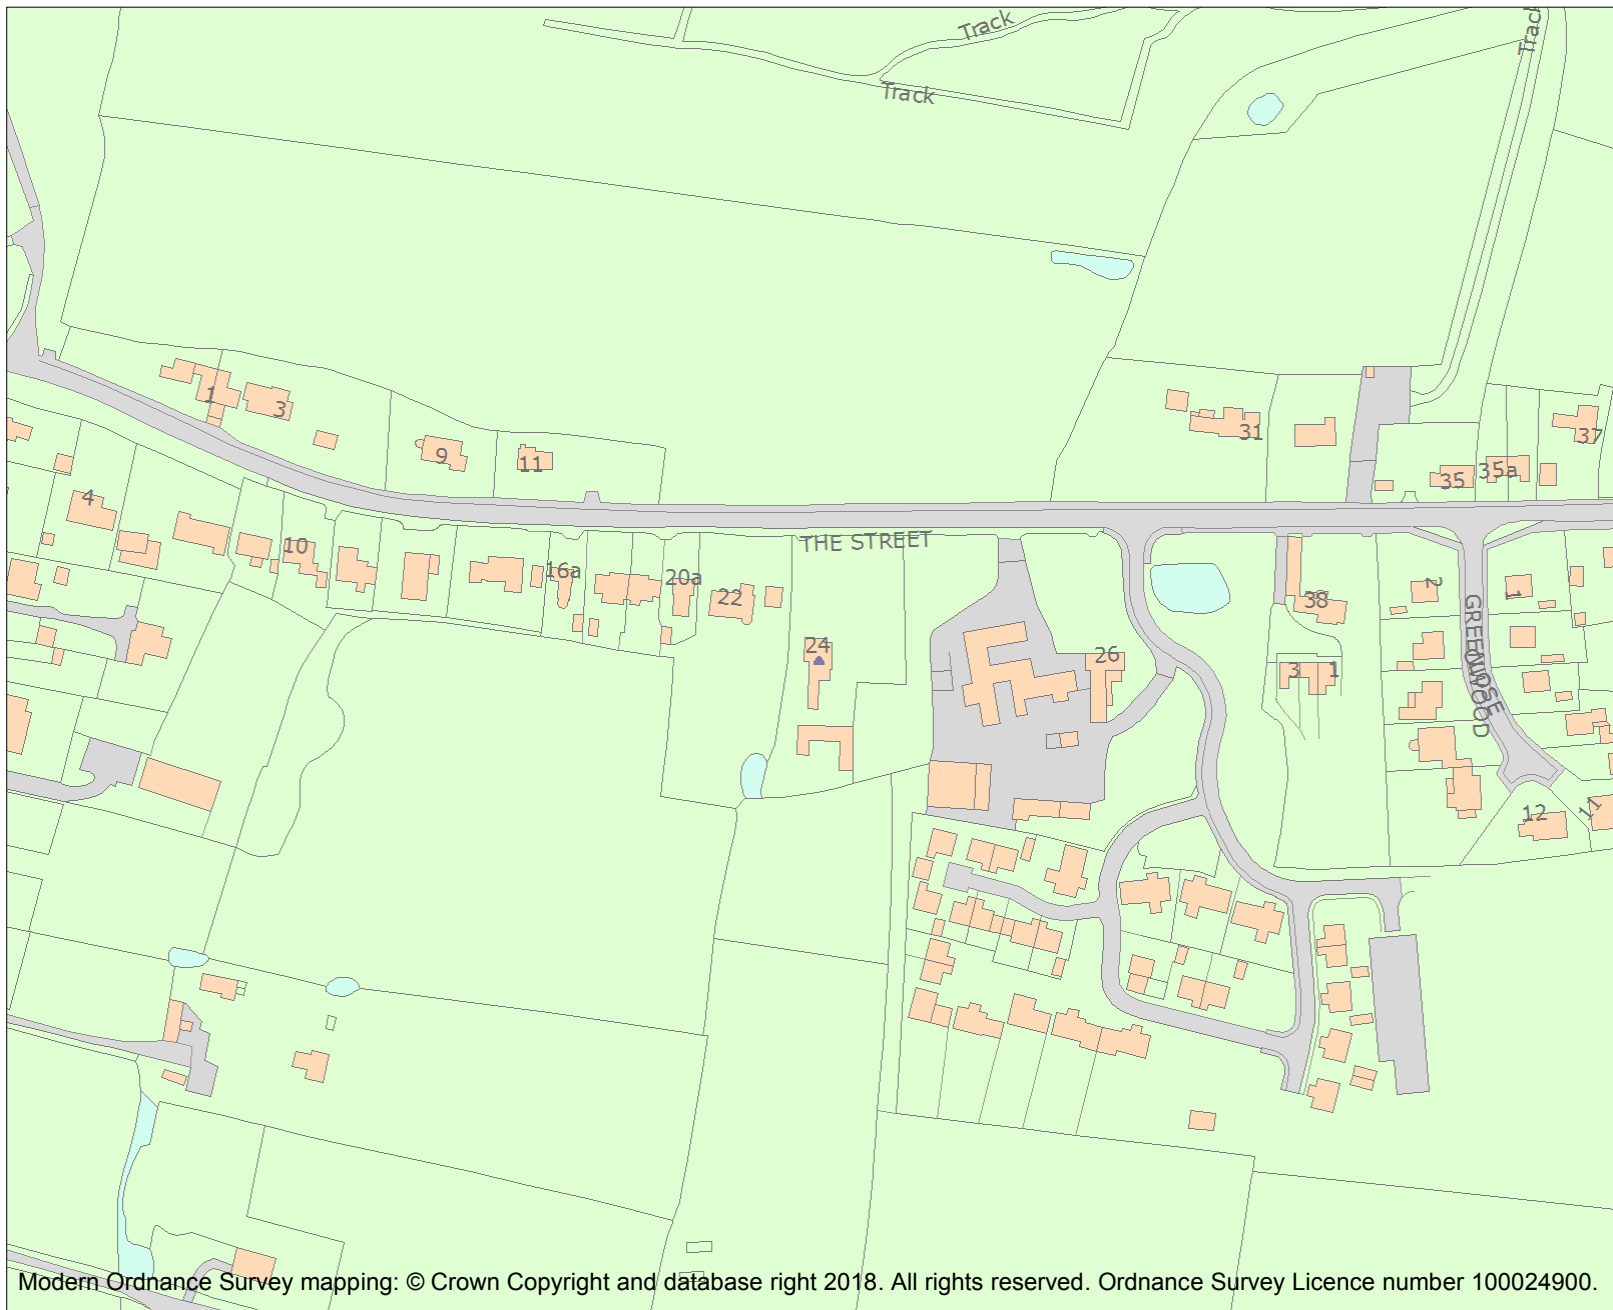 Track
Track
Track
1
3
9
11
31
37
35
35a
4
THE STREET
10
16a
20a
22
24
26
38
3
1
2
1
GREENWOOD
CLOSE
12
11
Modern Ordnance Survey mapping: © Crown Copyright and database right 2018. All rights reserved. Ordnance Survey Licence number 100024900.